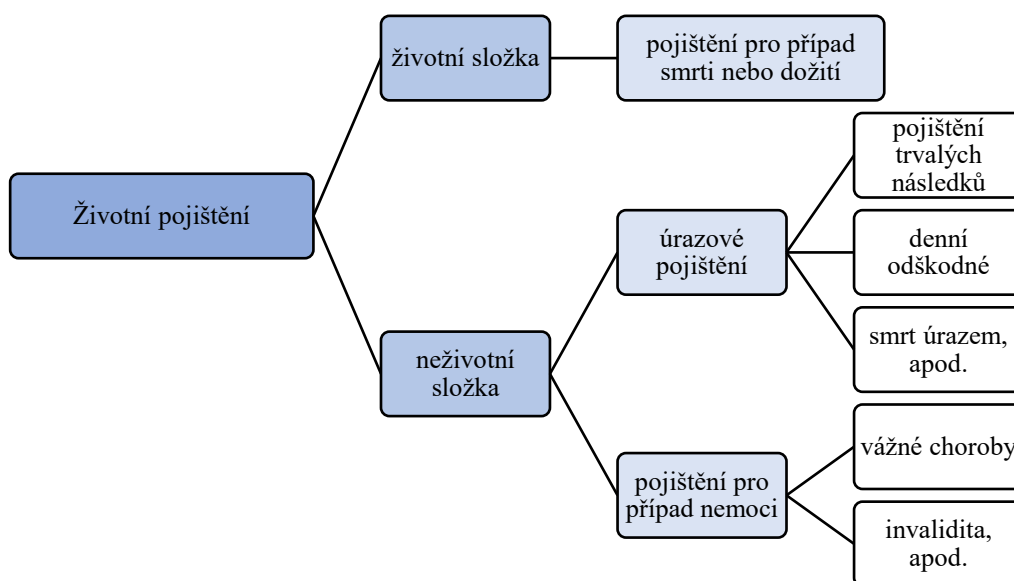 životní složka
pojištění pro případ
smrti nebo dožití
Životní pojištění
pojištění
trvalých
následků
úrazové
pojištění
denní
odškodné
smrt úrazem,
apod.
neživotní
složka
vážné choroby
pojištění pro
případ nemoci
invalidita,
apod.